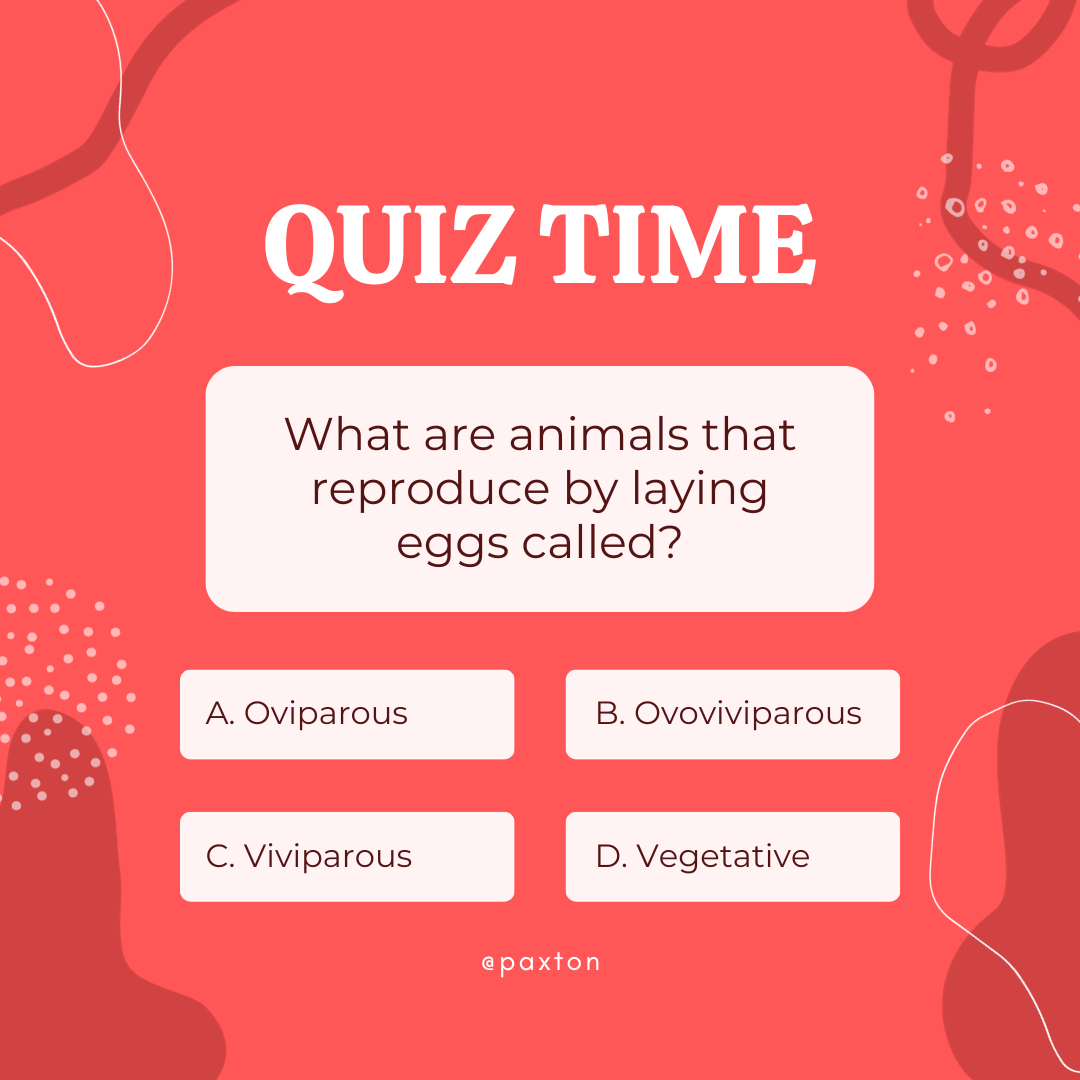 QUIZ TIME
What are animals that
reproduce by laying
eggs called?
A. Oviparous
B. Ovoviviparous
C. Viviparous
D. Vegetative
@paxton